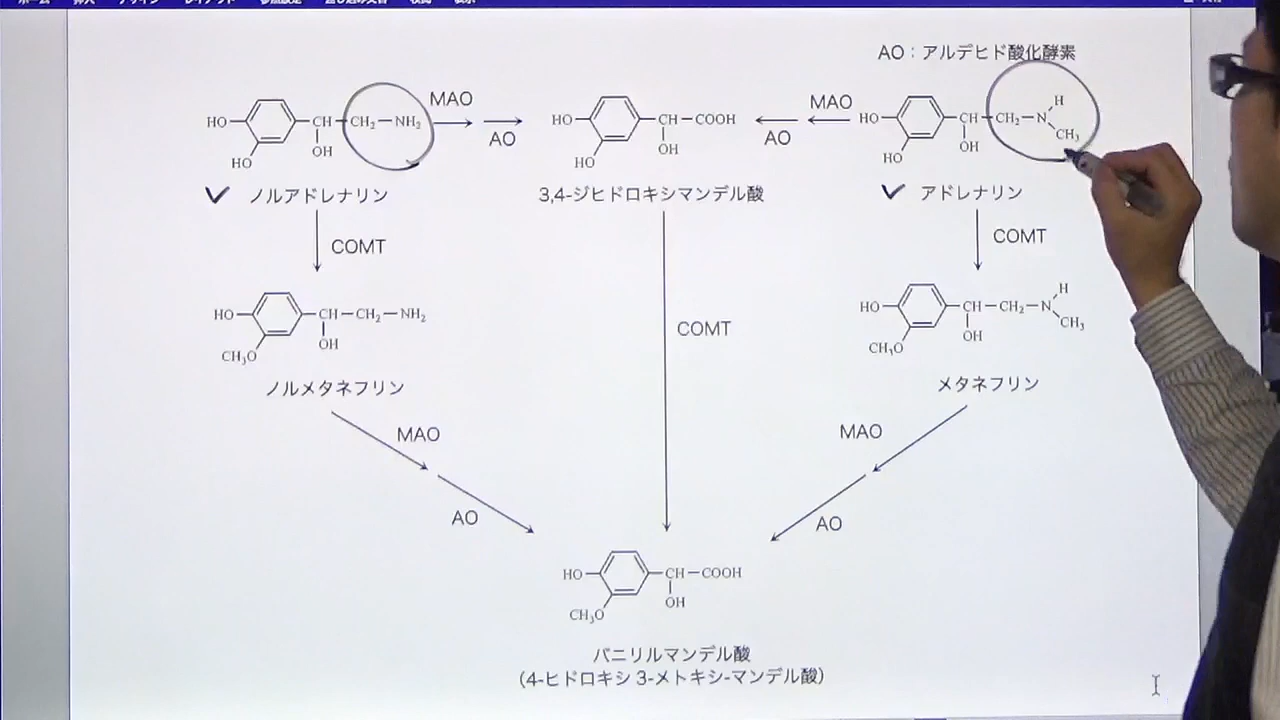 AO：アルデヒド酸化酵素
HO
HO
CH
OH
CH₂
NH₂
MAO
AO
HO
HO
CH
OH
COOH
MAO
AO
HO
HO
CH
OH
CH₂
N
H
CH₃
ノルアドレナリン
3,4-ジヒドロキシマンデル酸
アドレナリン
COMT
COMT
COMT
HO
CH₃O
CH
OH
CH₂
NH₂
HO
CH₃O
CH
OH
CH₂
N
H
CH₃
ノルメタネフリン
メタネフリン
MAO
AO
MAO
AO
HO
CH₃O
CH
OH
COOH
バニリルマンデル酸
（4-ヒドロキシ 3-メトキシ-マンデル酸）